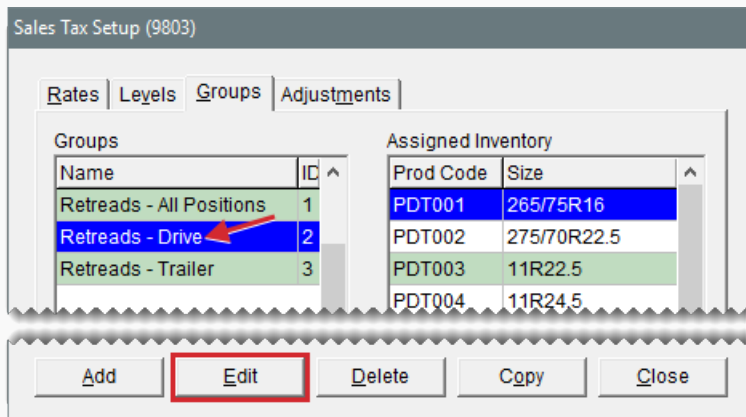 Sales Tax Setup (9803)
Rates Levels Groups Adjustments
Groups Assigned Inventory
Name ID Prod Code Size
Retreads - All Positions 1 PDT001 265/75R16
Retreads - Drive 2 PDT002 275/70R22.5
Retreads - Trailer 3 PDT003 11R22.5
PDT004 11R24.5
Add Edit Delete Copy Close